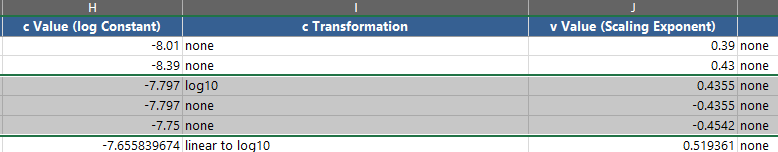 H I J
c Value (log Constant) c Transformation v Value (Scaling Exponent)
-8.01 none 0.39 none
-8.39 none 0.43 none
-7.797 log10 0.4355 none
-7.797 none -0.4355 none
-7.75 none -0.4542 none
-7.655839674 linear to log10 0.519361 none